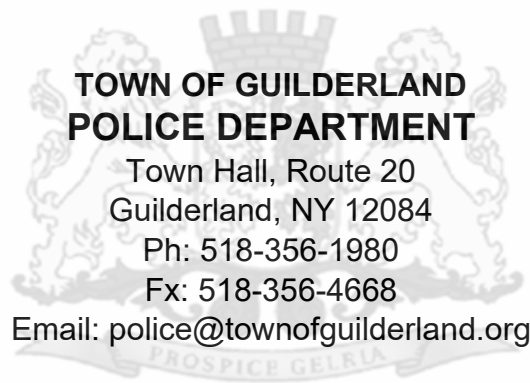 TOWN OF GUILDERLAND
POLICE DEPARTMENT
Town Hall, Route 20
Guilderland, NY 12084
Ph: 518-356-1980
Fx: 518-356-4668
Email: police@townofguilderland.org
PROSPICE GELRIA